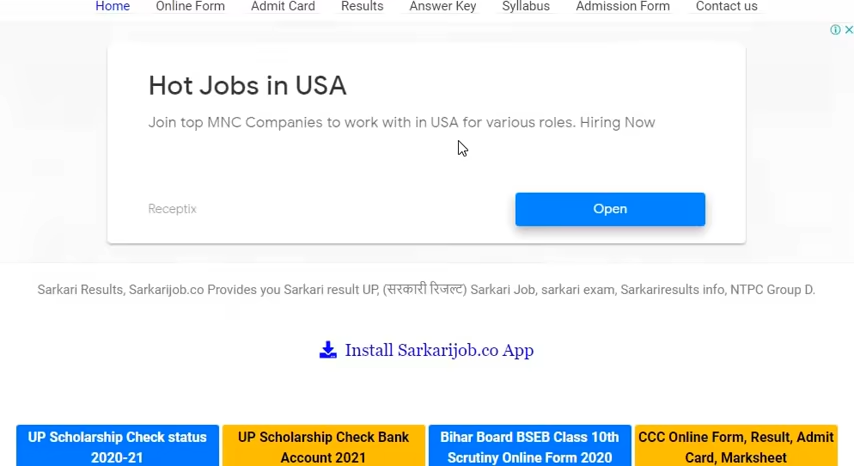 Home Online Form Admit Card Results Answer Key Syllabus Admission Form Contact us
Hot Jobs in USA
Join top MNC Companies to work with in USA for various roles. Hiring Now
Receptix
Open
Sarkari Results, Sarkarijob.co Provides you Sarkari result UP, (सरकारी रिजल्ट) Sarkari Job, sarkari exam, Sarkariresults info, NTPC Group D.
Install Sarkarijob.co App
UP Scholarship Check status
2020-21
UP Scholarship Check Bank
Account 2021
Bihar Board BSEB Class 10th
Scrutiny Online Form 2020
CCC Online Form, Result, Admit
Card, Marksheet